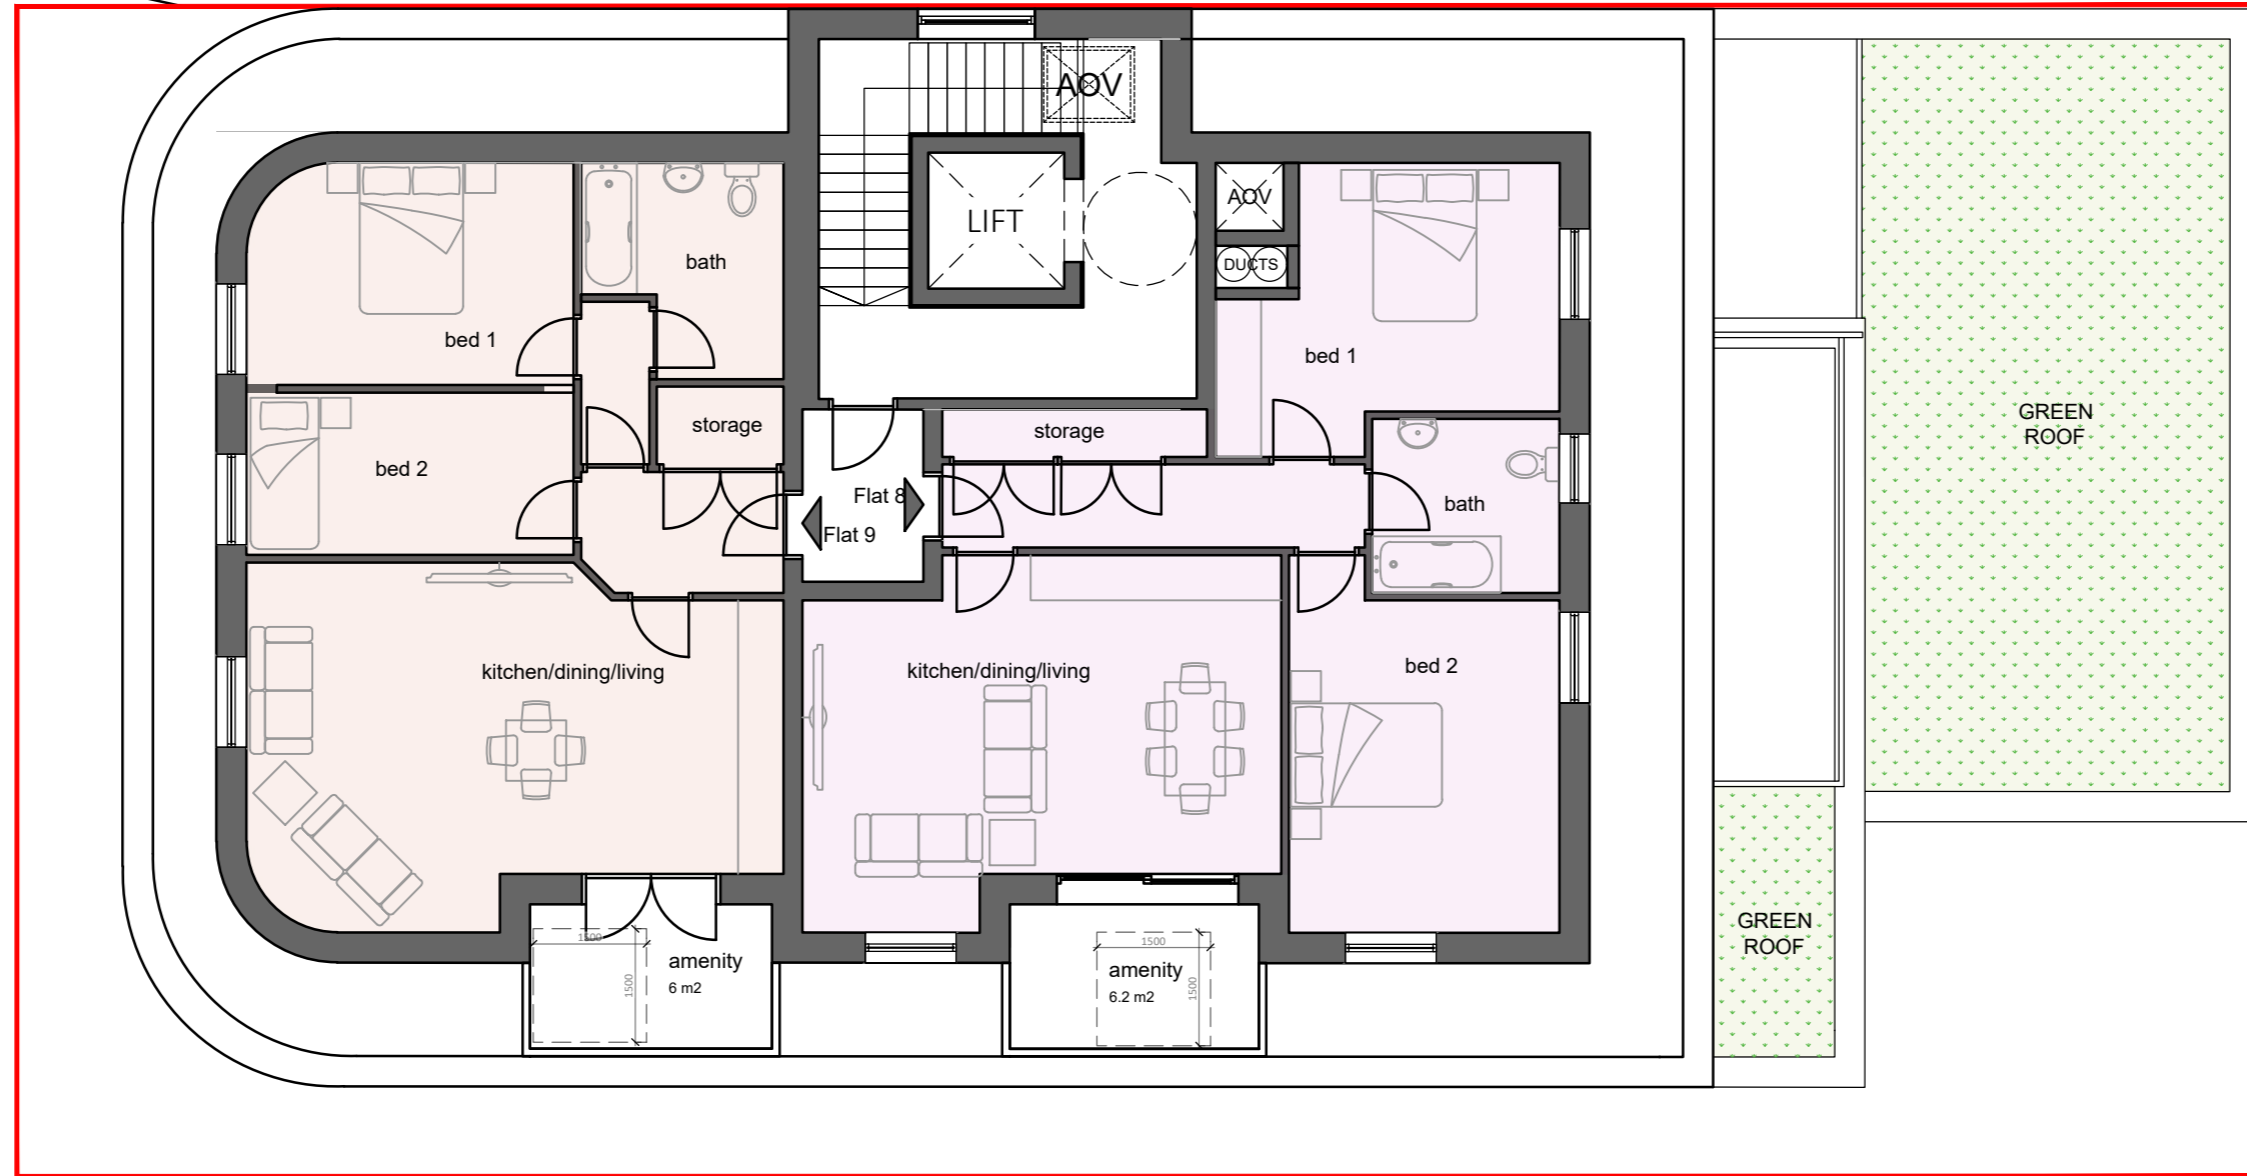 AOV
LIFT
AOV
DUCTS
bath
bed 1
bed 1
storage
storage
bed 2
Flat 8
Flat 9
bath
GREEN
ROOF
kitchen/dining/living
kitchen/dining/living
bed 2
1500
1500
amenity
6 m2
1500
1500
amenity
6.2 m2
GREEN
ROOF